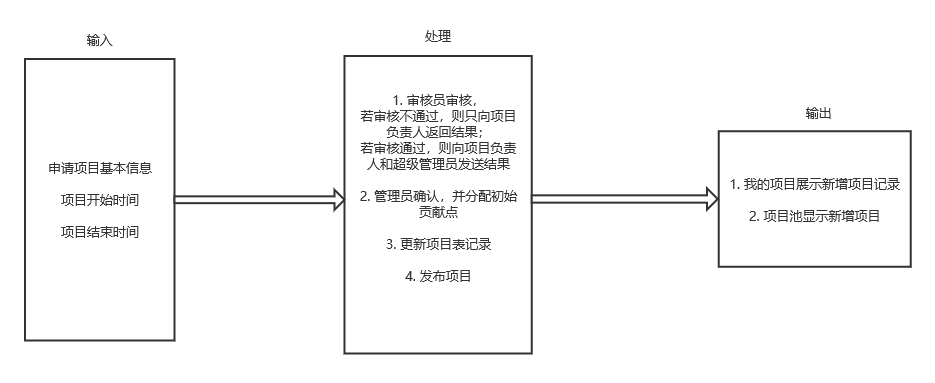 输入
申请项目基本信息
项目开始时间
项目结束时间
处理
1. 审核员审核，
若审核不通过，则只向项目
负责人返回结果；
若审核通过，则向项目负责
人和超级管理员发送结果
2. 管理员确认，并分配初始
贡献点
3. 更新项目表记录
4. 发布项目
输出
1. 我的项目展示新增项目记录
2. 项目池显示新增项目